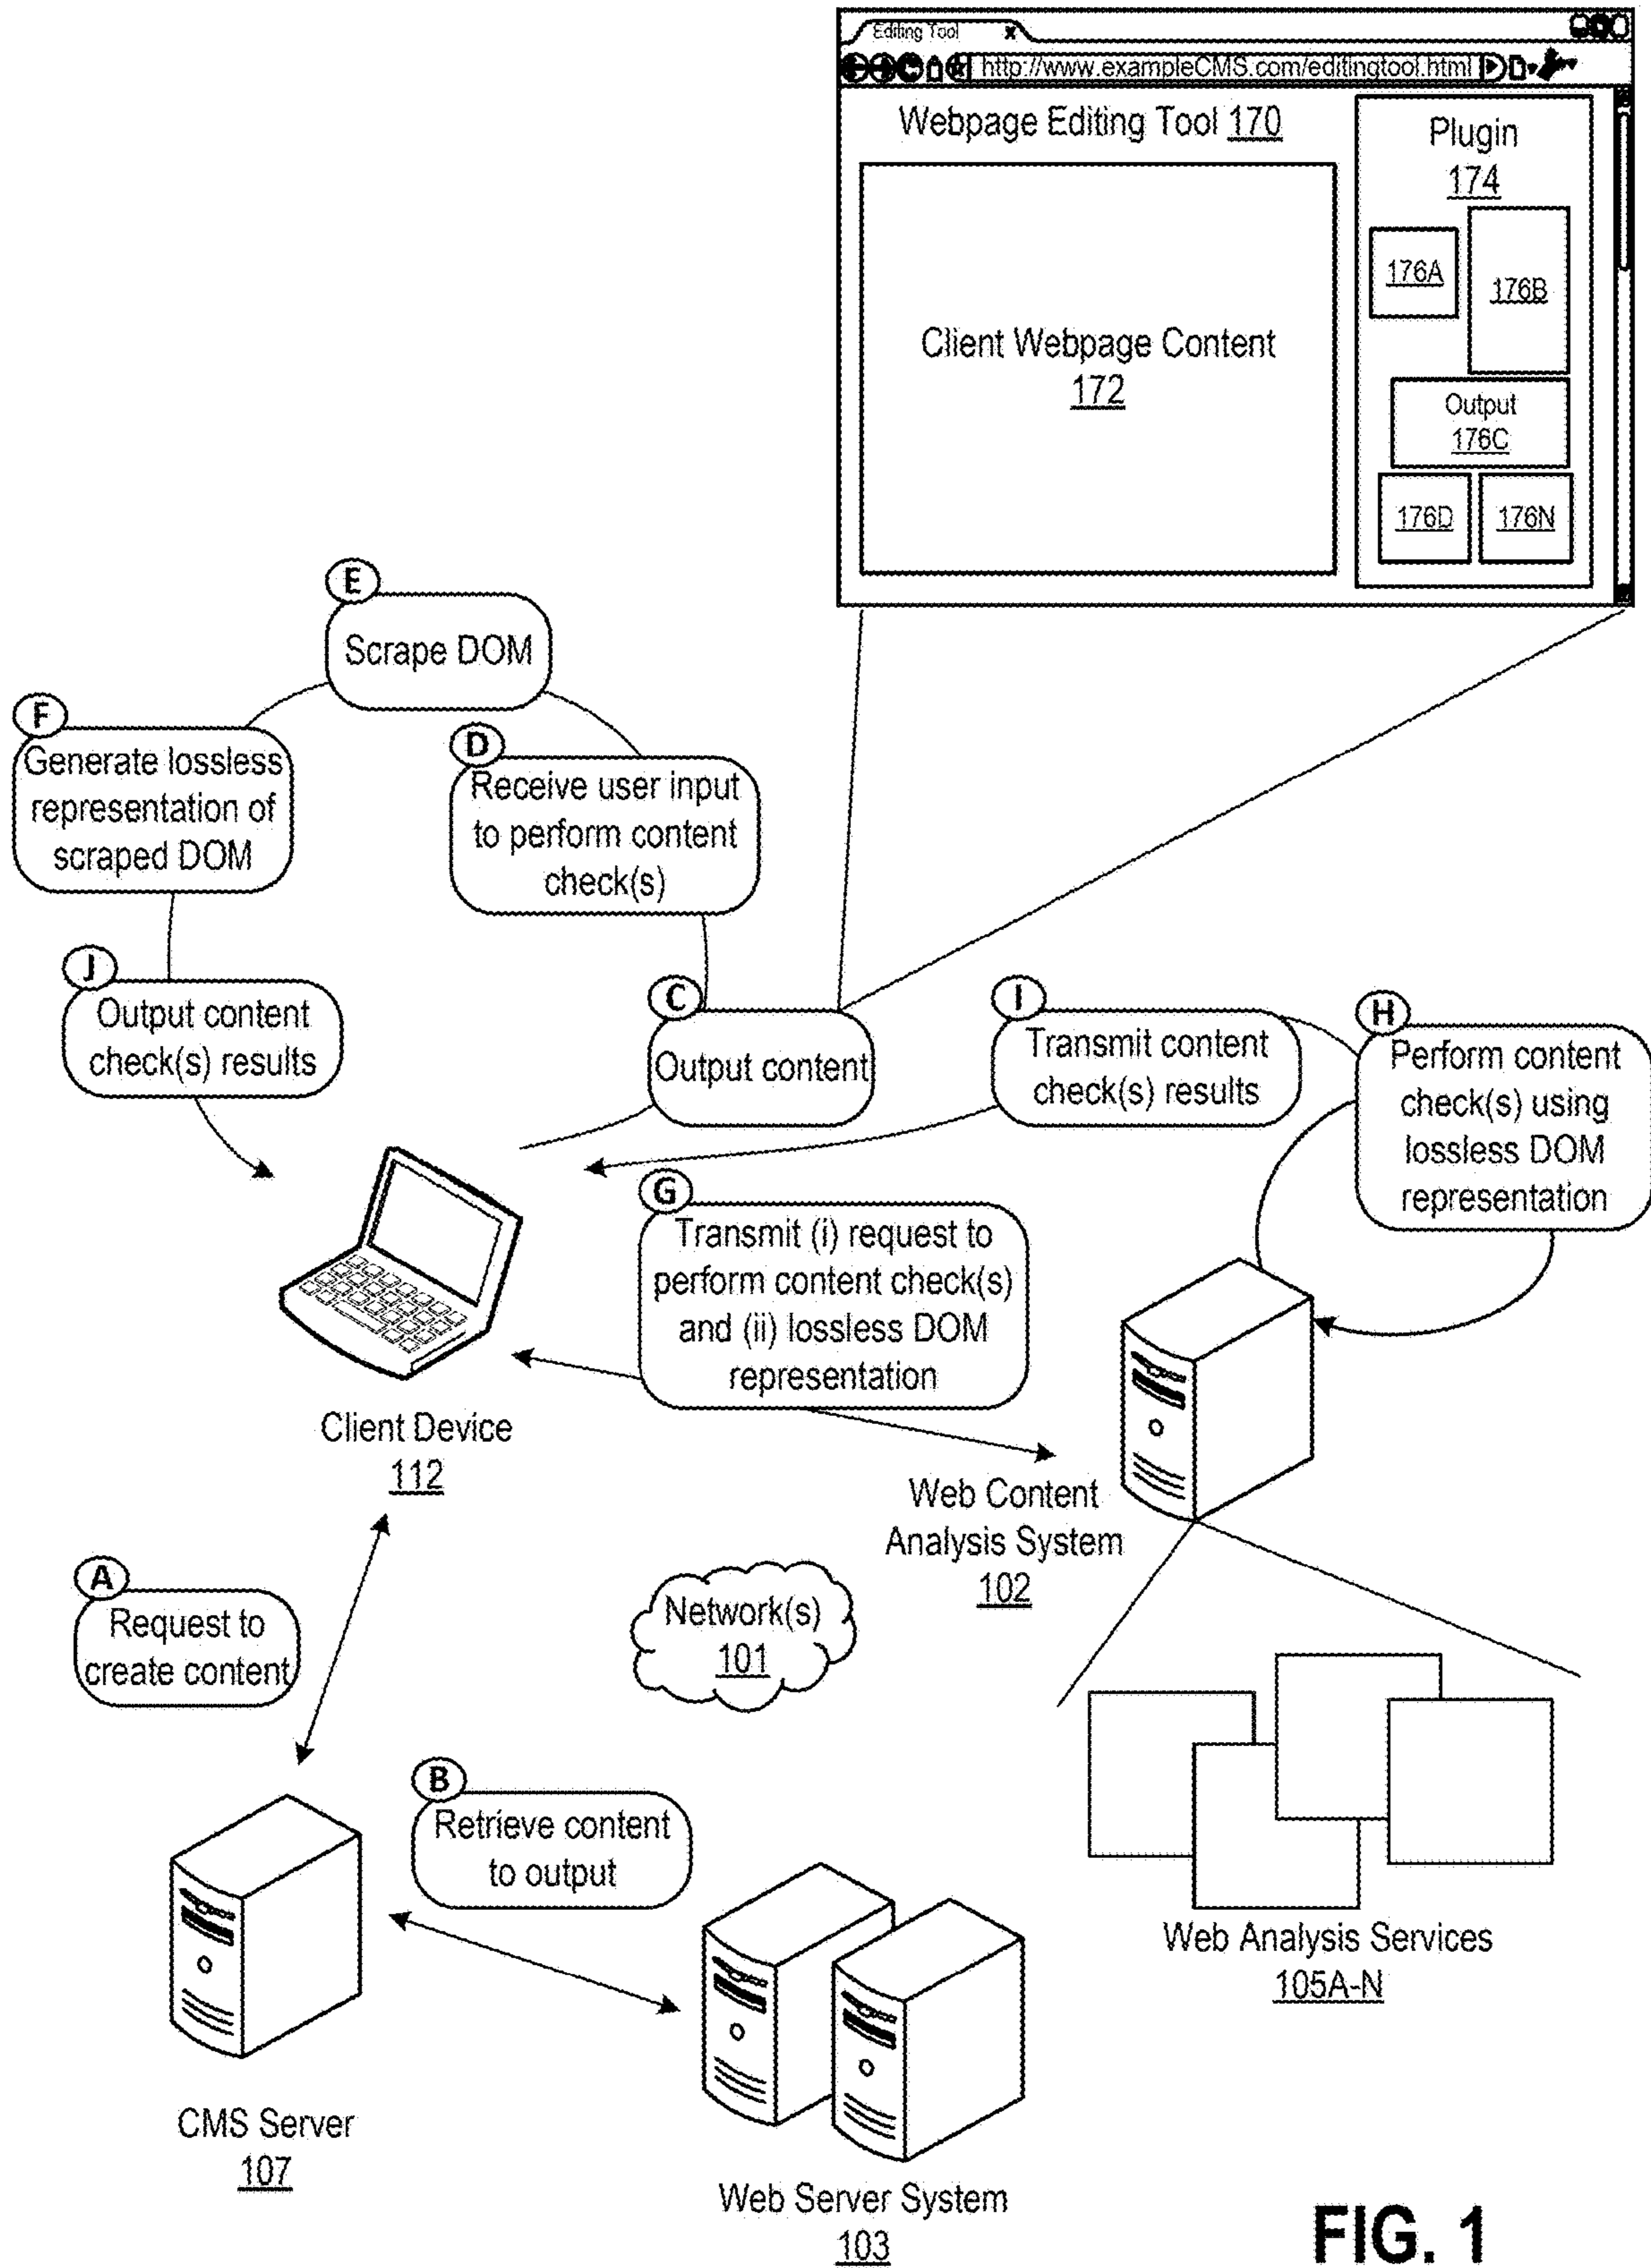 Editing Tool x
http://www.exampleCMS.com/editingtool.html
Webpage Editing Tool 170
Plugin
174
176A
176B
Client Webpage Content
172
Output
176C
176D
176N
E
Scrape DOM
F
Generate lossless
representation of
scraped DOM
D
Receive user input
to perform content
check(s)
J
Output content
check(s) results
C
Output content
I
Transmit content
check(s) results
H
Perform content
check(s) using
lossless DOM
representation
G
Transmit (i) request to
perform content check(s)
and (ii) lossless DOM
representation
Client Device
112
Web Content
Analysis System
102
A
Request to
create content
Network(s)
101
B
Retrieve content
to output
Web Analysis Services
105A-N
CMS Server
107
Web Server System
103
FIG. 1